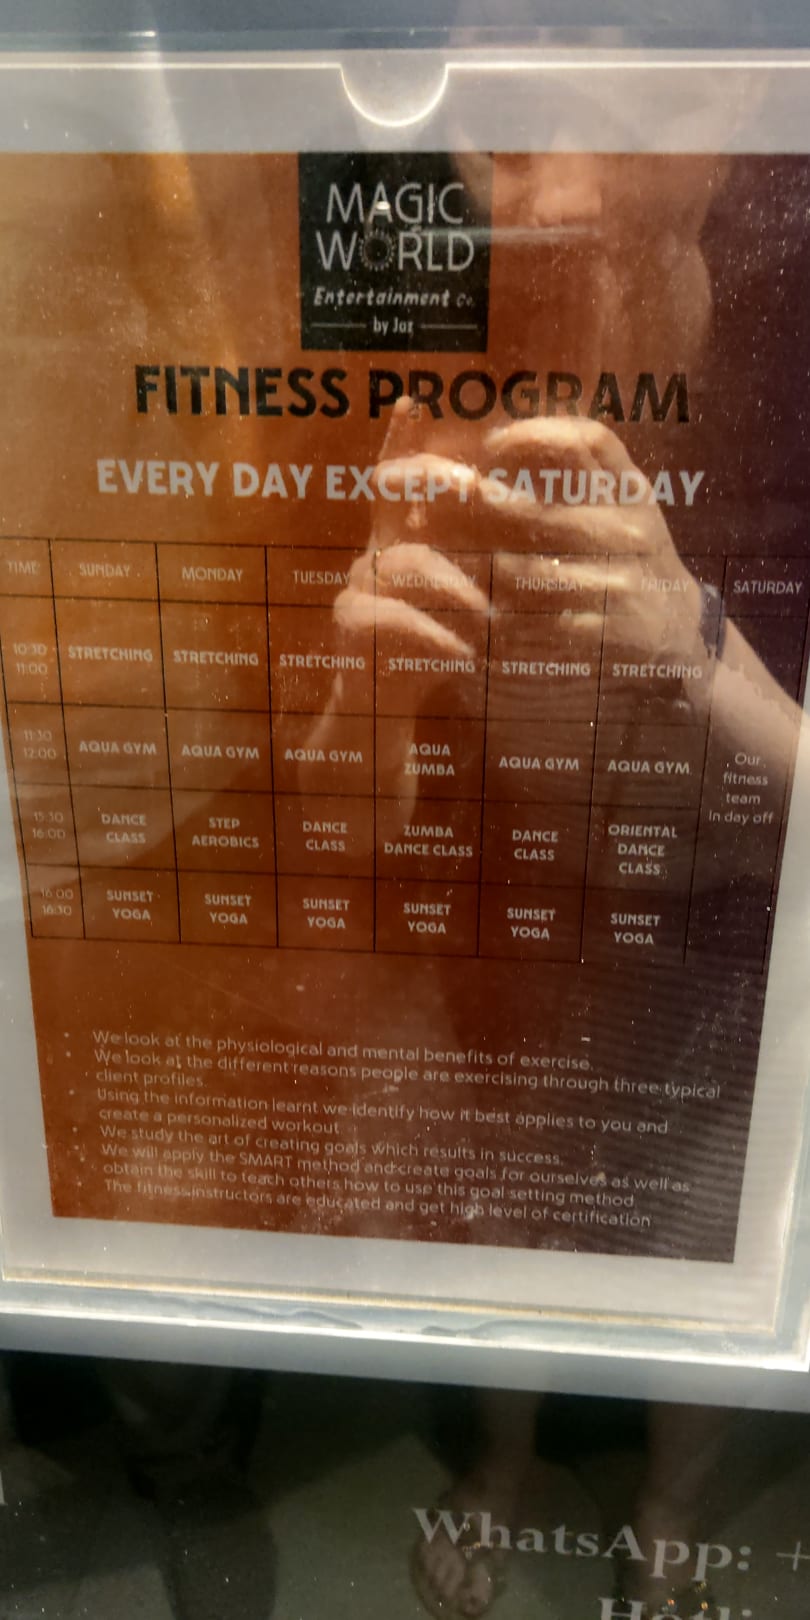 MAGIC
WORLD
Entertainment Co.
by Jaz
FITNESS PROGRAM
EVERY DAY EXCEPT SATURDAY
TIME SUNDAY MONDAY TUESDAY WEDNESDAY THURSDAY FRIDAY SATURDAY
10:30 11:00 STRETCHING STRETCHING STRETCHING STRETCHING STRETCHING STRETCHING
11:30 12:00 AQUA GYM AQUA GYM AQUA GYM AQUA ZUMBA AQUA GYM AQUA GYM
15:30 16:00 DANCE CLASS STEP AEROBICS DANCE CLASS ZUMBA DANCE CLASS DANCE CLASS ORIENTAL DANCE CLASS
16:00 16:30 SUNSET YOGA SUNSET YOGA SUNSET YOGA SUNSET YOGA SUNSET YOGA SUNSET YOGA
Our
fitness
team
In day off
• We look at the physiological and mental benefits of exercise.
• We look at the different reasons people are exercising through three typical
client profiles.
• Using the information learnt we identify how it best applies to you and
create a personalized workout
• We study the art of creating goals which results in success.
• We will apply the SMART method and create goals for ourselves as well as
obtain the skill to teach others how to use this goal setting method
• The fitness instructors are educated and get high level of certification
WhatsApp: +